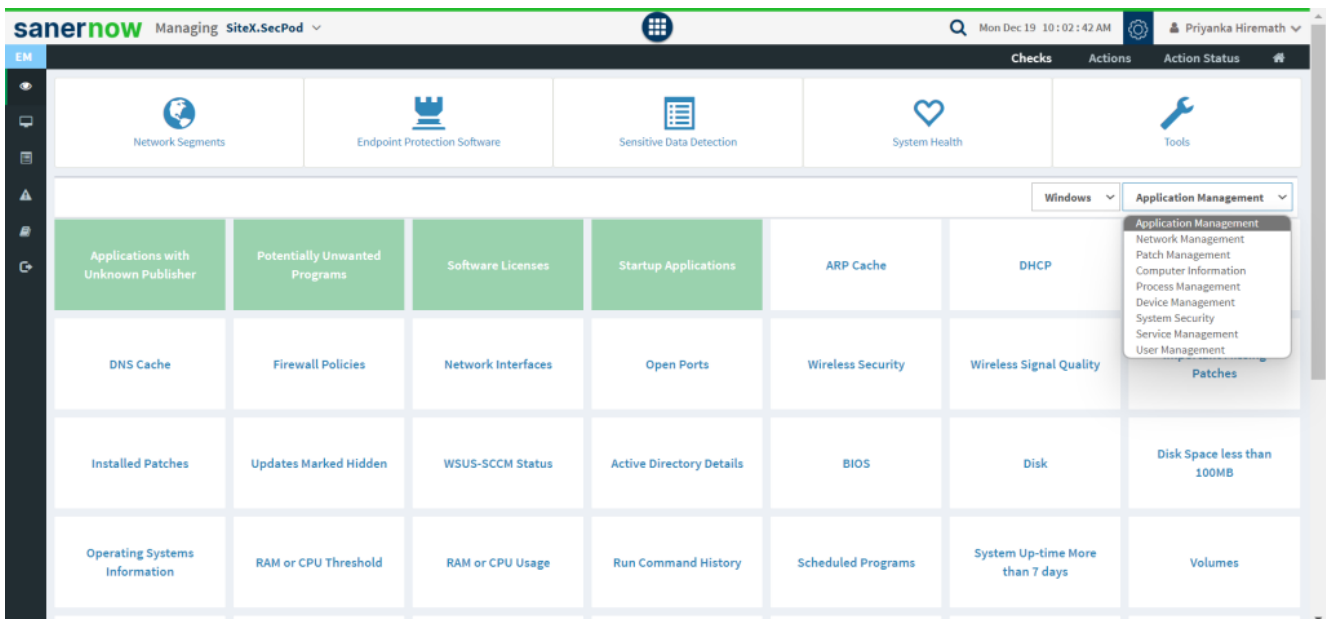 sanernow Managing SiteX.SecPod Mon Dec 19 10:02:42 AM Priyanka Hiremath
EM Checks Actions Action Status
Network Segments Endpoint Protection Software Sensitive Data Detection System Health Tools
Windows Application Management
Application Management
Network Management
Patch Management
Computer Information
Process Management
Device Management
System Security
Service Management
User Management
Applications with
Unknown Publisher
Potentially Unwanted
Programs
Software Licenses
Startup Applications
ARP Cache
DHCP
DNS Cache
Firewall Policies
Network Interfaces
Open Ports
Wireless Security
Wireless Signal Quality
Patches
Installed Patches
Updates Marked Hidden
WSUS-SCCM Status
Active Directory Details
BIOS
Disk
Disk Space less than
100MB
Operating Systems
Information
RAM or CPU Threshold
RAM or CPU Usage
Run Command History
Scheduled Programs
System Up-time More
than 7 days
Volumes